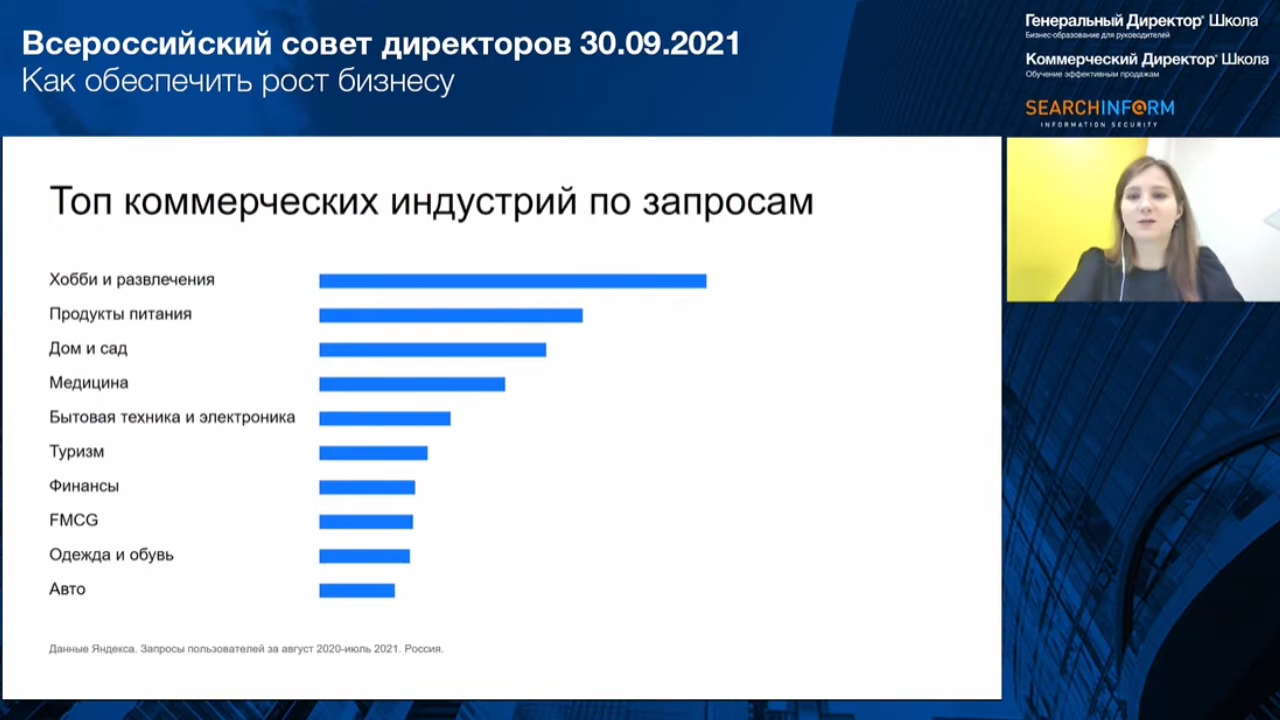 Всероссийский совет директоров 30.09.2021
Как обеспечить рост бизнесу
Генеральный Директор® Школа
Бизнес-образование для руководителей
Коммерческий Директор® Школа
Обучение эффективным продажам
SEARCHINF@RM
INFORMATION SECURITY
Топ коммерческих индустрий по запросам
Хобби и развлечения
Продукты питания
Дом и сад
Медицина
Бытовая техника и электроника
Туризм
Финансы
FMCG
Одежда и обувь
Авто
Данные Яндекса. Запросы пользователей за август 2020-июль 2021. Россия.